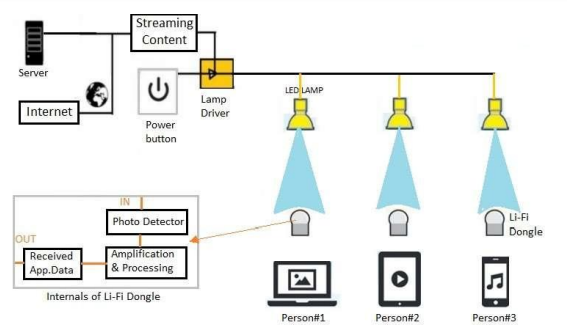 Streaming
Content
Server
Internet
Power
button
Lamp
Driver
LED LAMP
IN
Photo Detector
OUT
Received
App.Data
Amplification
& Processing
Internals of Li-Fi Dongle
Li-Fi
Dongle
Person#1
Person#2
Person#3